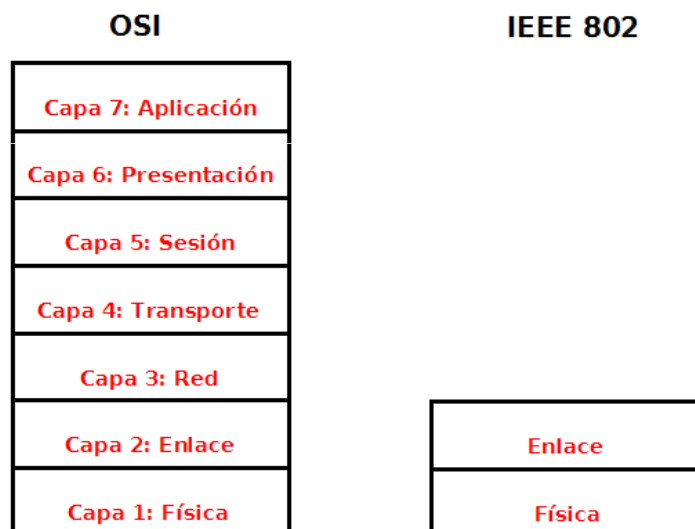 OSI
IEEE 802
Capa 7: Aplicación
Capa 6: Presentación
Capa 5: Sesión
Capa 4: Transporte
Capa 3: Red
Capa 2: Enlace
Enlace
Capa 1: Física
Física